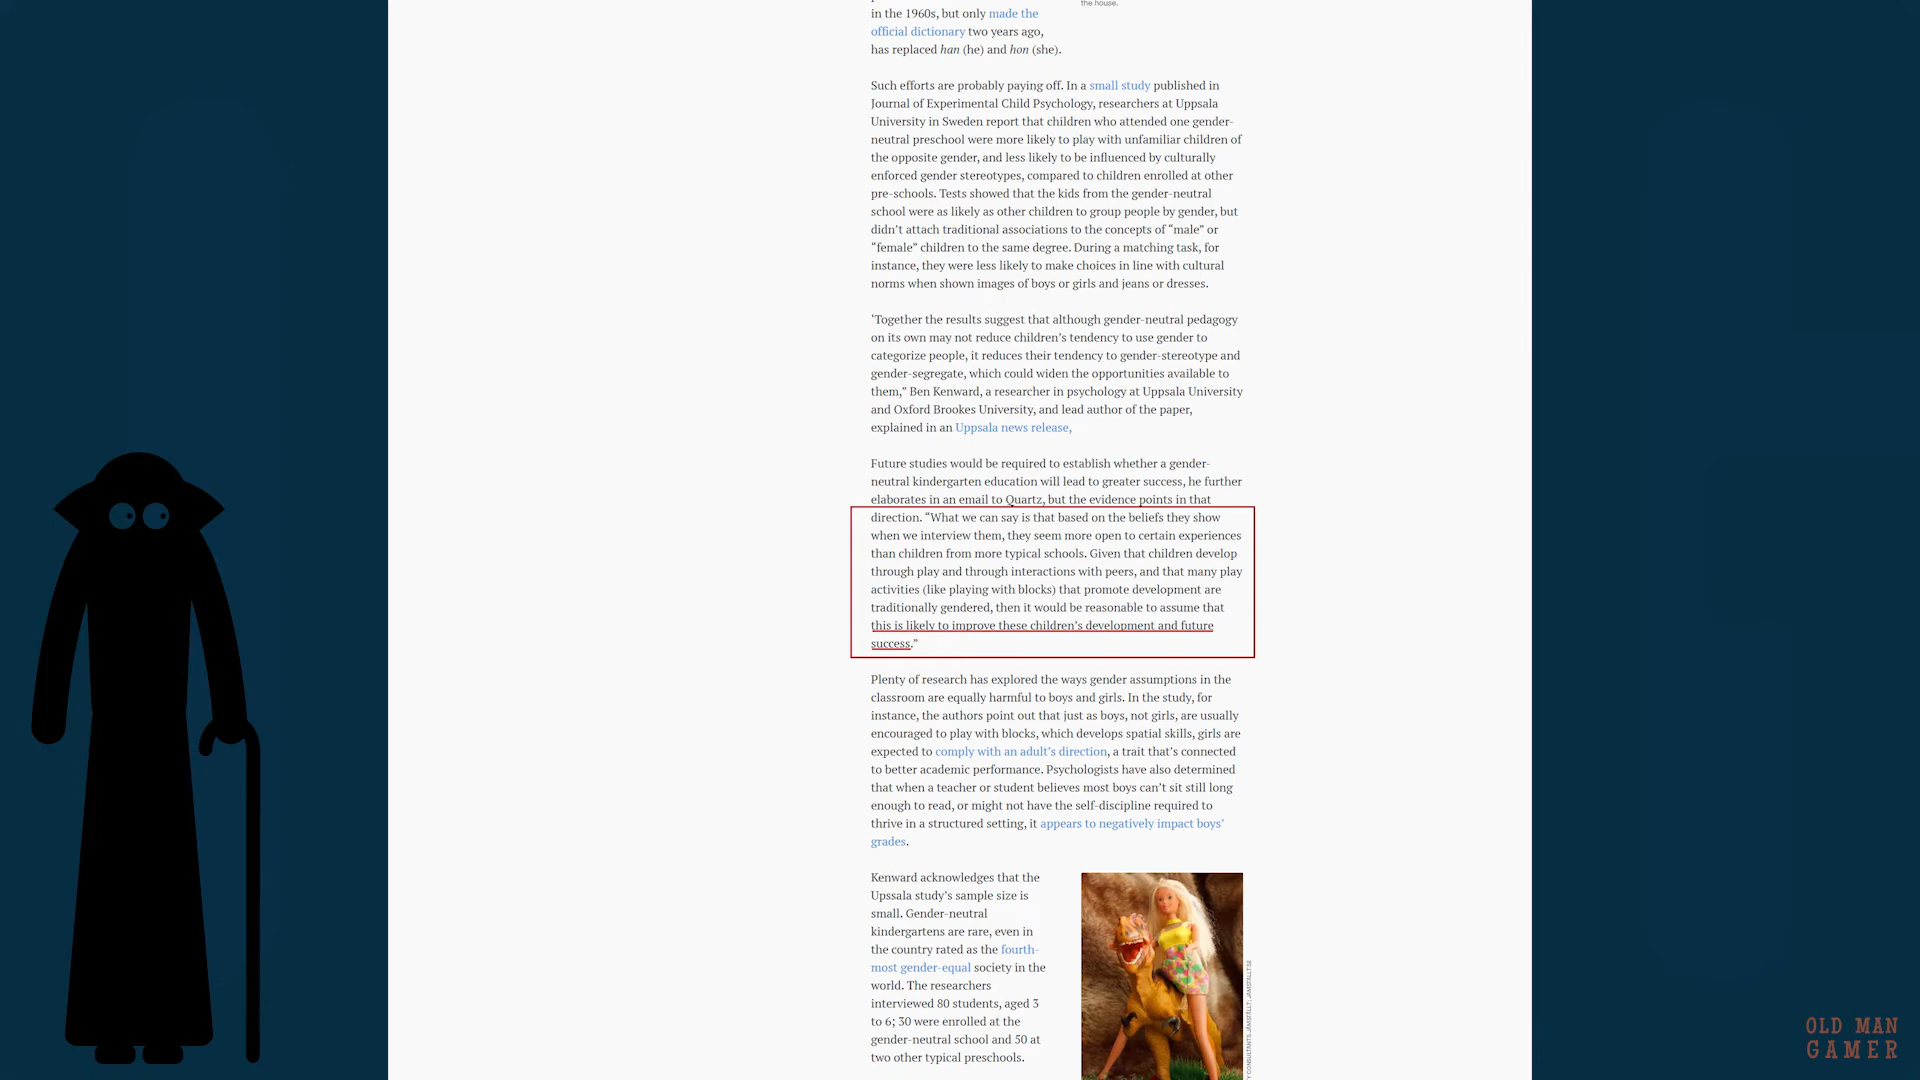 the house.
in the 1960s, but only made the
official dictionary two years ago,
has replaced han (he) and hon (she).
Such efforts are probably paying off. In a small study published in
Journal of Experimental Child Psychology, researchers at Uppsala
University in Sweden report that children who attended one gender-
neutral preschool were more likely to play with unfamiliar children of
the opposite gender, and less likely to be influenced by culturally
enforced gender stereotypes, compared to children enrolled at other
pre-schools. Tests showed that the kids from the gender-neutral
school were as likely as other children to group people by gender, but
didn’t attach traditional associations to the concepts of “male” or
“female” children to the same degree. During a matching task, for
instance, they were less likely to make choices in line with cultural
norms when shown images of boys or girls and jeans or dresses.
‘Together the results suggest that although gender-neutral pedagogy
on its own may not reduce children’s tendency to use gender to
categorize people, it reduces their tendency to gender-stereotype and
gender-segregate, which could widen the opportunities available to
them,” Ben Kenward, a researcher in psychology at Uppsala University
and Oxford Brookes University, and lead author of the paper,
explained in an Uppsala news release,
Future studies would be required to establish whether a gender-
neutral kindergarten education will lead to greater success, he further
elaborates in an email to Quartz, but the evidence points in that
direction. “What we can say is that based on the beliefs they show
when we interview them, they seem more open to certain experiences
than children from more typical schools. Given that children develop
through play and through interactions with peers, and that many play
activities (like playing with blocks) that promote development are
traditionally gendered, then it would be reasonable to assume that
this is likely to improve these children’s development and future
success.”
Plenty of research has explored the ways gender assumptions in the
classroom are equally harmful to boys and girls. In the study, for
instance, the authors point out that just as boys, not girls, are usually
encouraged to play with blocks, which develops spatial skills, girls are
expected to comply with an adult’s direction, a trait that’s connected
to better academic performance. Psychologists have also determined
that when a teacher or student believes most boys can’t sit still long
enough to read, or might not have the self-discipline required to
thrive in a structured setting, it appears to negatively impact boys’
grades.
Kenward acknowledges that the
Upssala study’s sample size is
small. Gender-neutral
kindergartens are rare, even in
the country rated as the fourth-
most gender-equal society in the
world. The researchers
interviewed 80 students, aged 3
to 6; 30 were enrolled at the
gender-neutral school and 50 at
two other typical preschools.
OLD MAN
GAMER